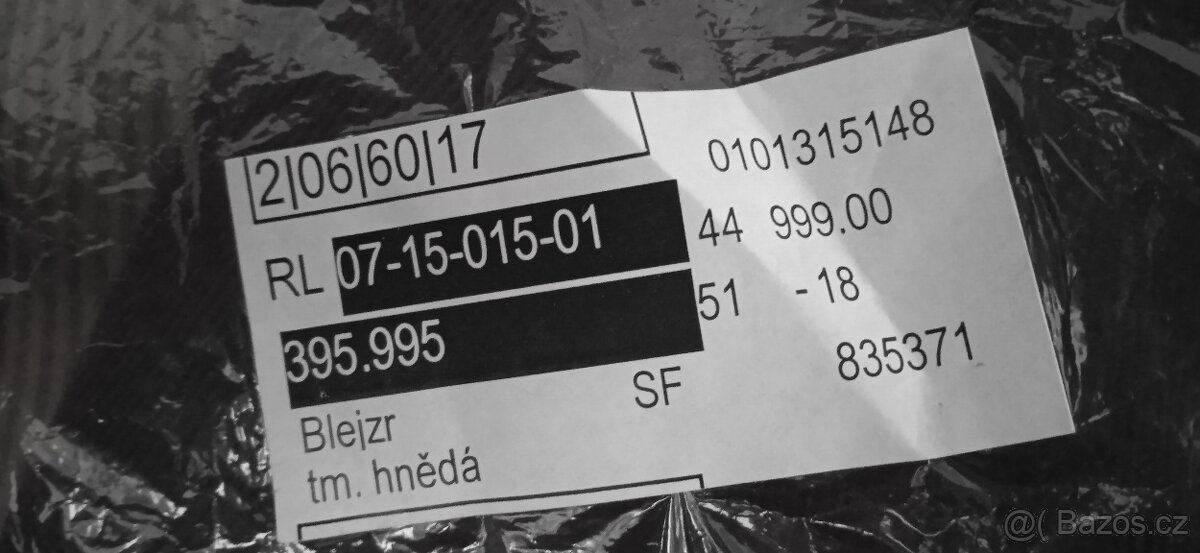 2|06|60|17
0101315148
RL 07-15-015-01 44 999.00
395.995 51 -18
Blejzr SF 835371
tm. hnědá
@( Bazos.cz